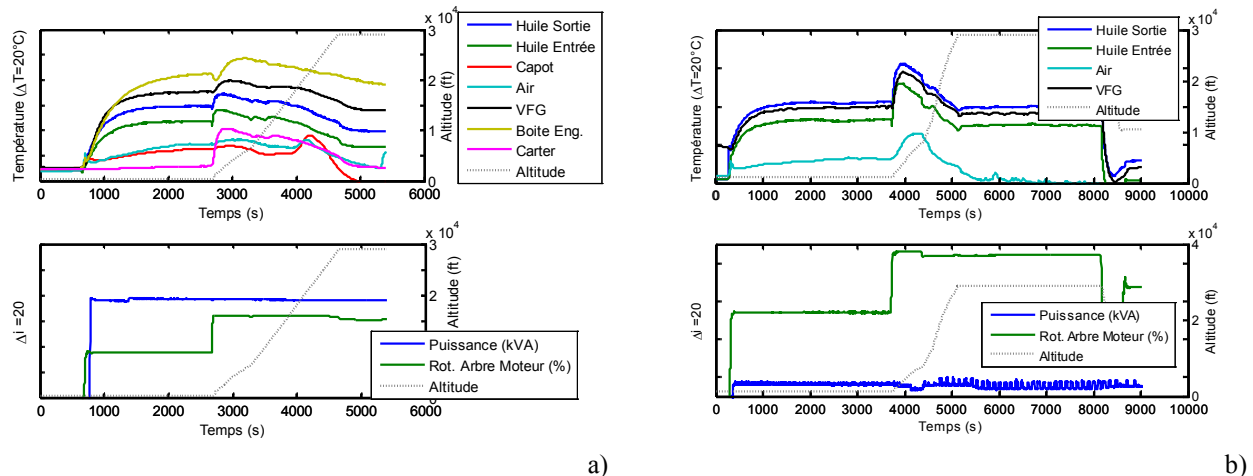 x 10^4
Température (ΔT=20°C)
Altitude (ft)
0 1000 2000 3000 4000 5000 6000
0
1
2
3
Temps (s)
Huile Sortie
Huile Entrée
Capot
Air
VFG
Boite Eng.
Carter
Altitude
x 10^4
Δi =20
Altitude (ft)
0 1000 2000 3000 4000 5000 6000
0
1
2
3
Temps (s)
Puissance (kVA)
Rot. Arbre Moteur (%)
Altitude
a)
x 10^4
Température (ΔT=20°C)
Altitude (ft)
0 1000 2000 3000 4000 5000 6000 7000 8000 9000 10000
0
1
2
3
Temps (s)
Huile Sortie
Huile Entrée
Air
VFG
Altitude
x 10^4
Δi =20
Altitude (ft)
0 1000 2000 3000 4000 5000 6000 7000 8000 9000 10000
0
1
2
3
4
Temps (s)
Puissance (kVA)
Rot. Arbre Moteur (%)
Altitude
b)